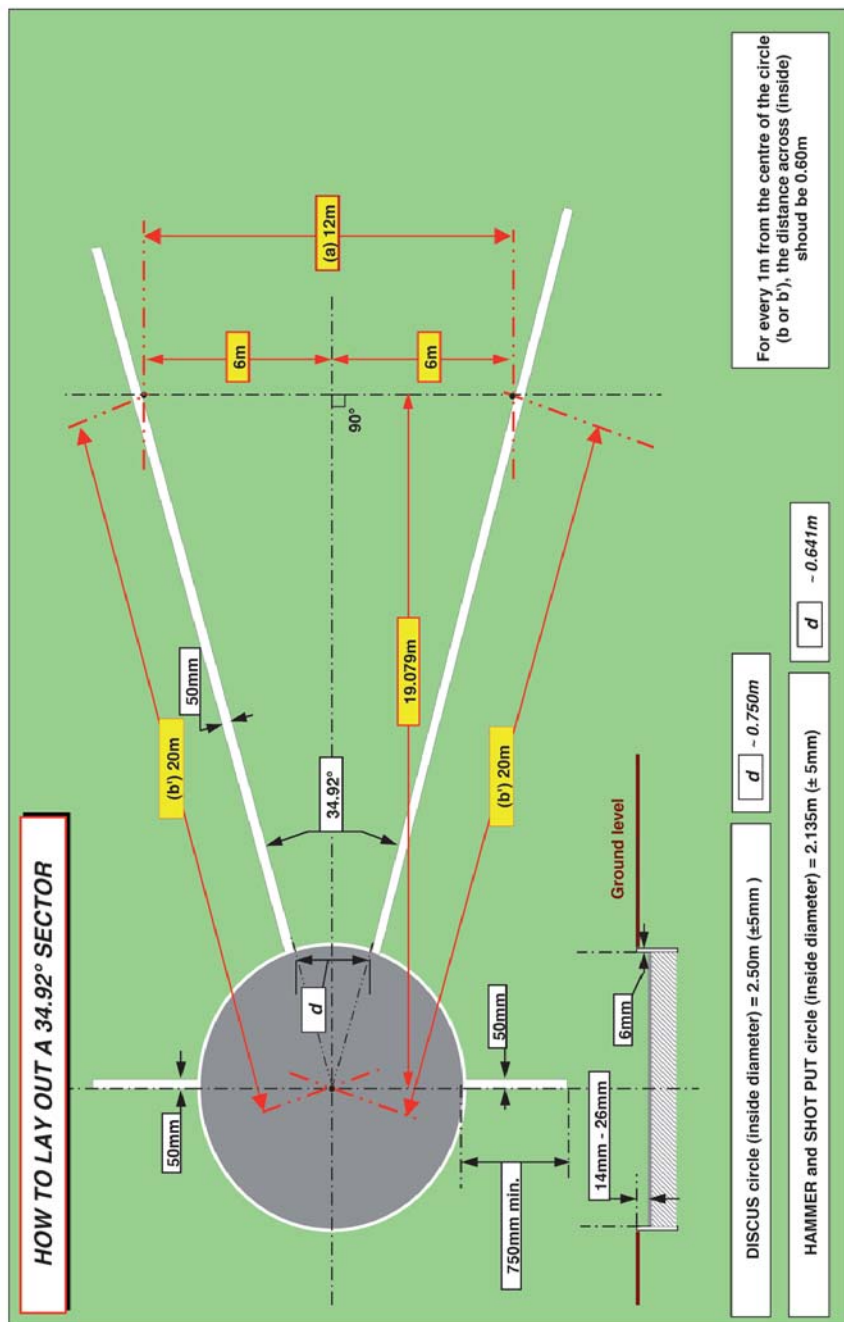 HOW TO LAY OUT A 34.92° SECTOR
50mm
(b') 20m
50mm
6m
(a) 12m
d
34.92°
19.079m
90°
6m
50mm
750mm min.
(b') 20m
14mm - 26mm
6mm
Ground level
DISCUS circle (inside diameter) = 2.50m (±5mm )
d ~ 0.750m
HAMMER and SHOT PUT circle (inside diameter) = 2.135m (± 5mm)
d ~ 0.641m
For every 1m from the centre of the circle
(b or b'), the distance across (inside)
shoud be 0.60m